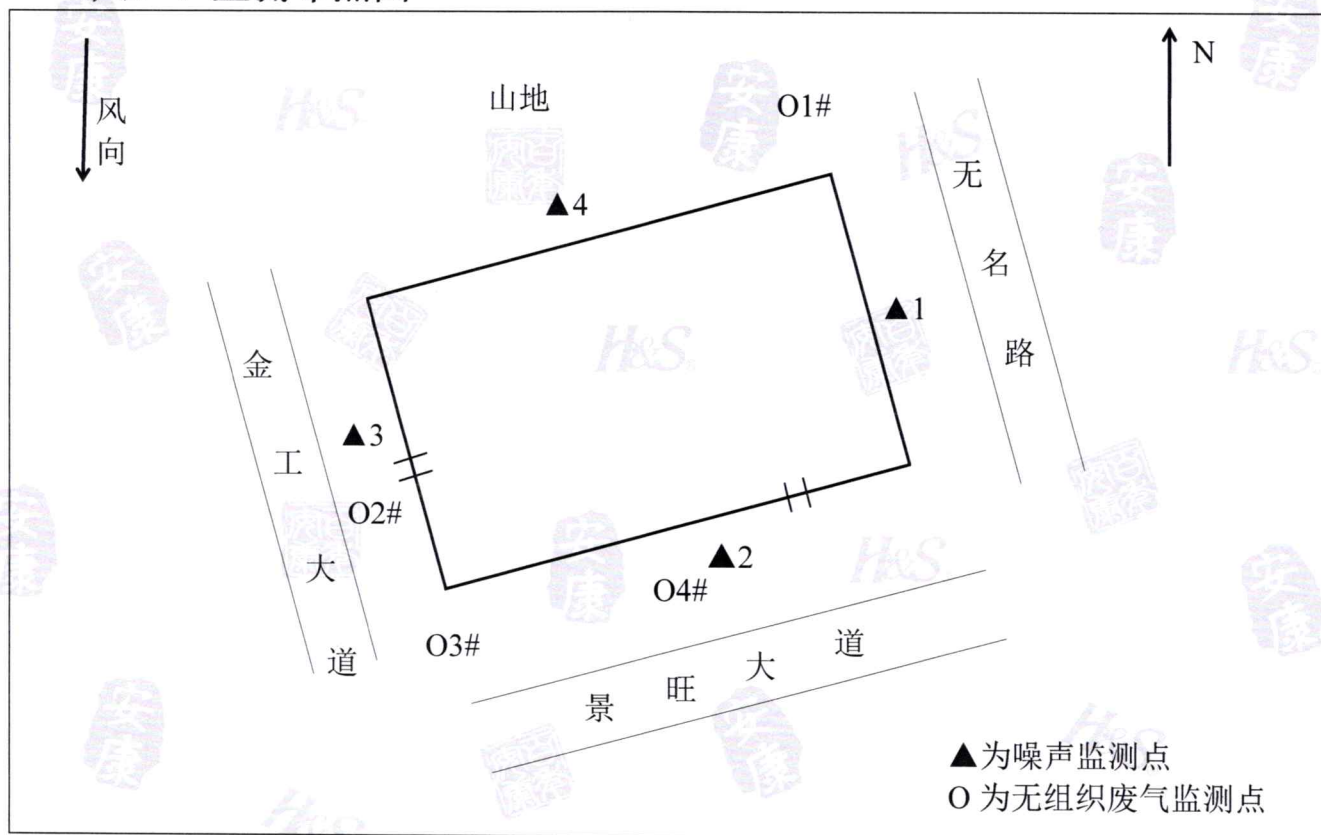 风向
N
山地
O1#
无名路
▲4
▲1
金工大道
▲3
O2#
▲2
O4#
O3#
景旺大道
▲为噪声监测点
O 为无组织废气监测点
H&S
安康